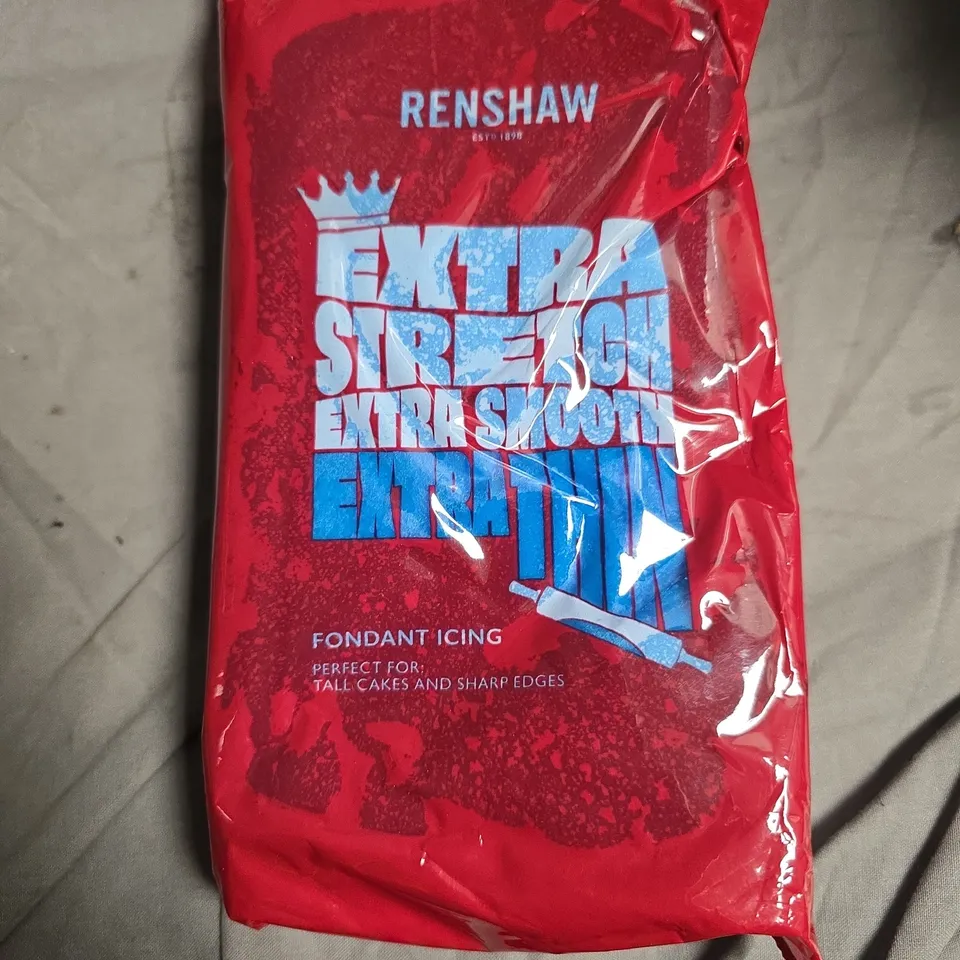 RENSHAW
ESTD 1898
EXTRA
STRETCH
EXTRA SMOOTH
EXTRA THIN
FONDANT ICING
PERFECT FOR:
TALL CAKES AND SHARP EDGES